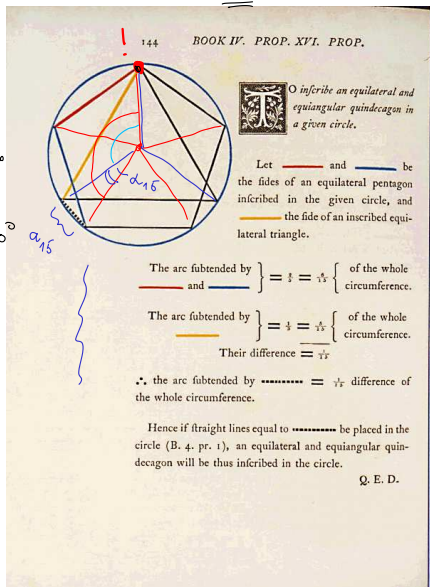 !
144 BOOK IV. PROP. XVI. PROP.
TO inſcribe an equilateral and
equiangular quindecagon in
a given circle.
α15
a15
Let and be
the ſides of an equilateral pentagon
inſcribed in the given circle, and
the ſide of an inscribed equi-
lateral triangle.
The arc ſubtended by and } = 2/5 = 6/15 { of the whole circumference.
The arc ſubtended by } = 1/3 = 5/15 { of the whole circumference.
Their difference = 1/15
∴ the arc ſubtended by = 1/15 difference of
the whole circumference.
Hence if ſtraight lines equal to be placed in the
circle (B. 4. pr. 1), an equilateral and equiangular quin-
decagon will be thus inſcribed in the circle.
Q. E. D.